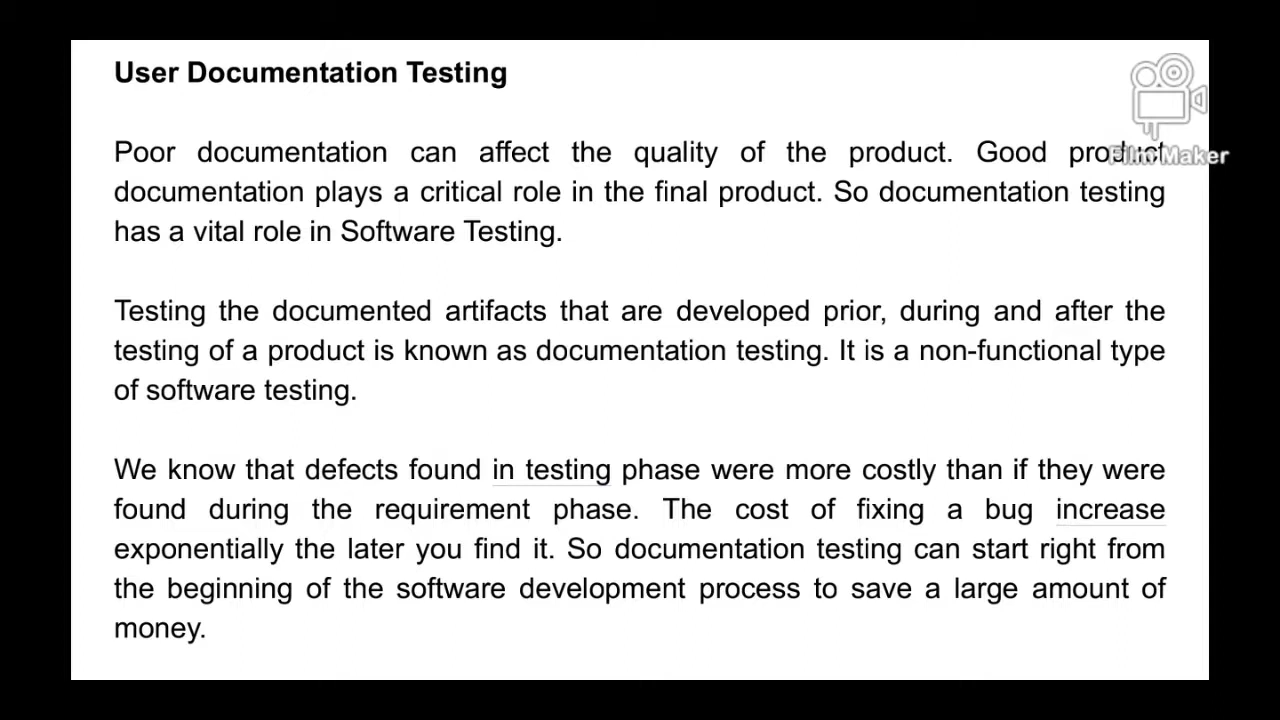 User Documentation Testing
Poor documentation can affect the quality of the product. Good product
documentation plays a critical role in the final product. So documentation testing
has a vital role in Software Testing.
Testing the documented artifacts that are developed prior, during and after the
testing of a product is known as documentation testing. It is a non-functional type
of software testing.
We know that defects found in testing phase were more costly than if they were
found during the requirement phase. The cost of fixing a bug increase
exponentially the later you find it. So documentation testing can start right from
the beginning of the software development process to save a large amount of
money.
Film Maker